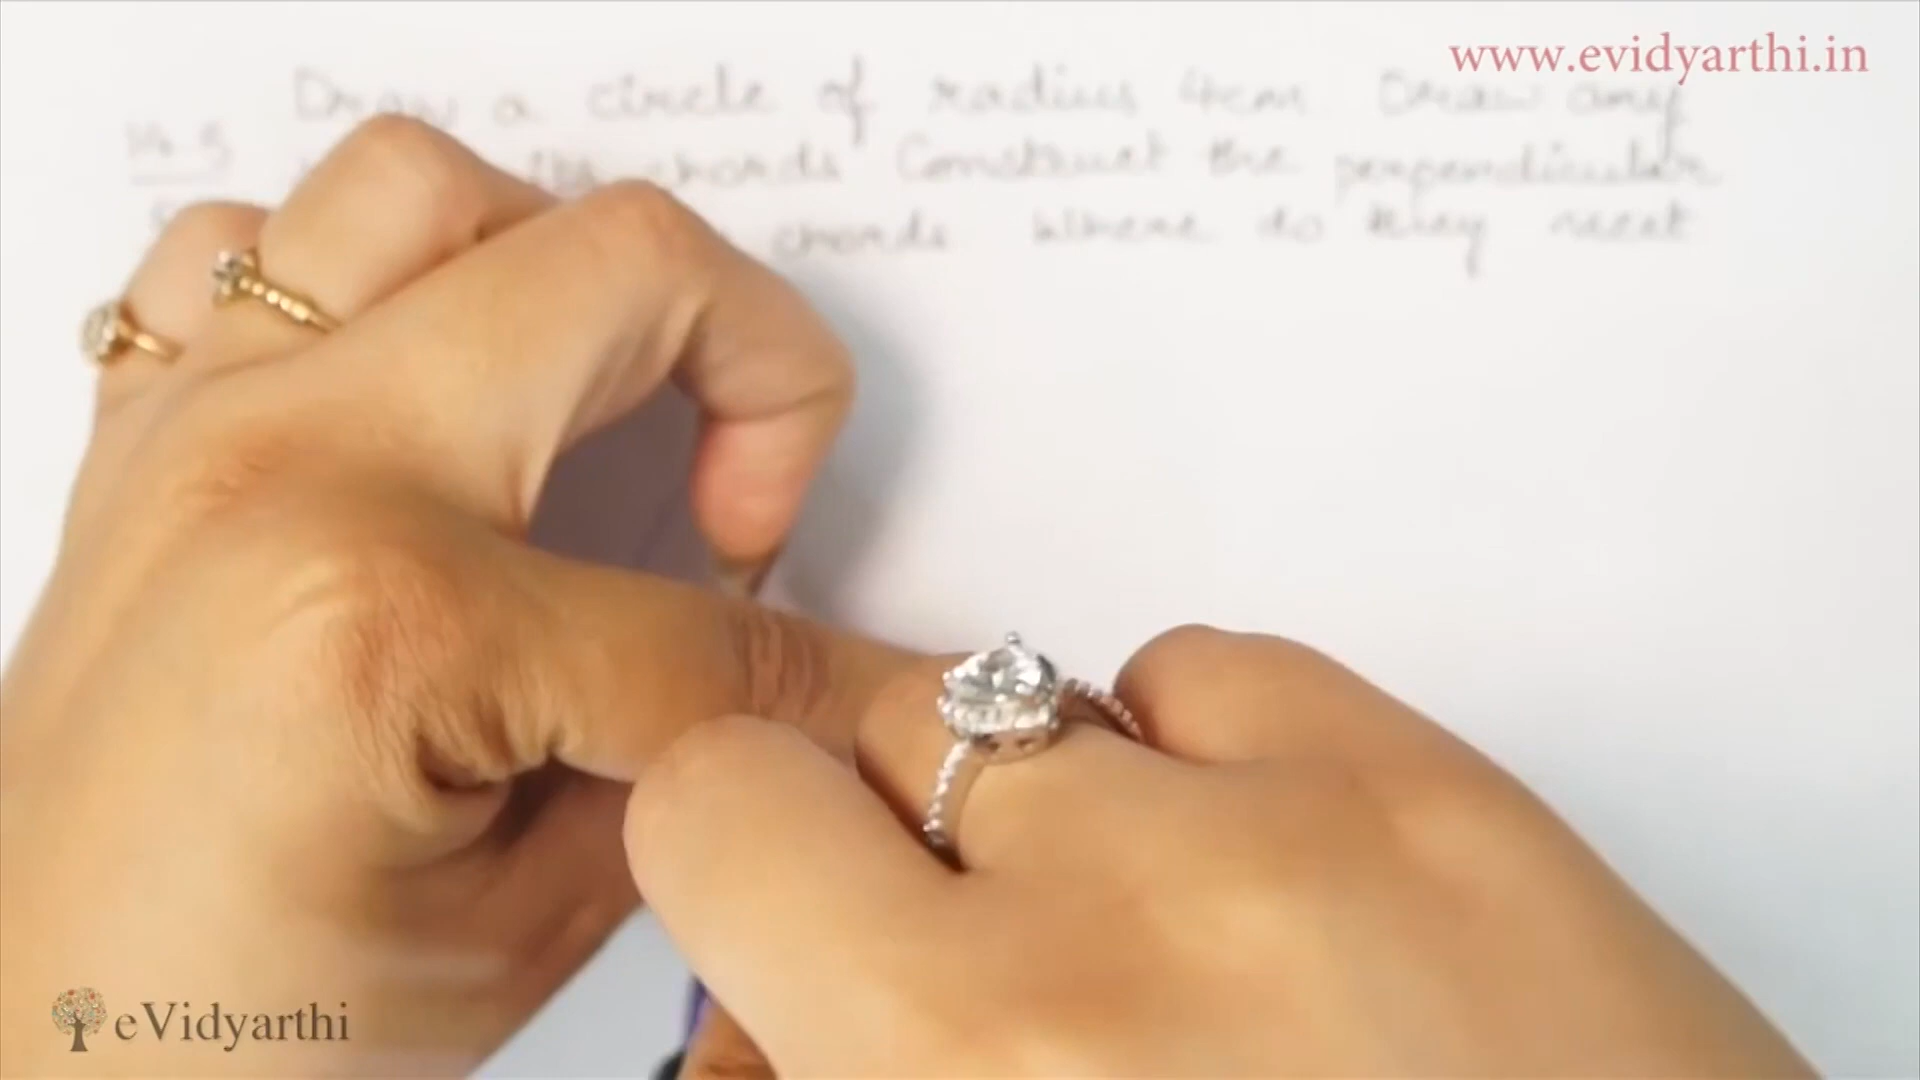 www.evidyarthi.in
Draw a circle of radius 4cm Draw any
14.5 its chords Construct the perpendicular
chords Where do they meet
eVidyarthi